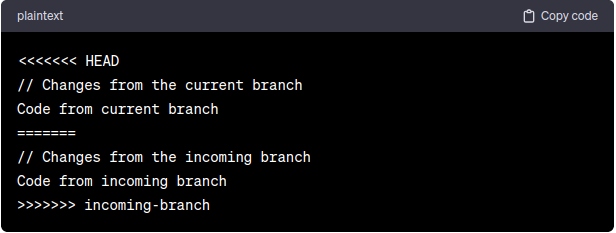 plaintext
Copy code
<<<<<<< HEAD
// Changes from the current branch
Code from current branch
=======
// Changes from the incoming branch
Code from incoming branch
>>>>>>> incoming-branch